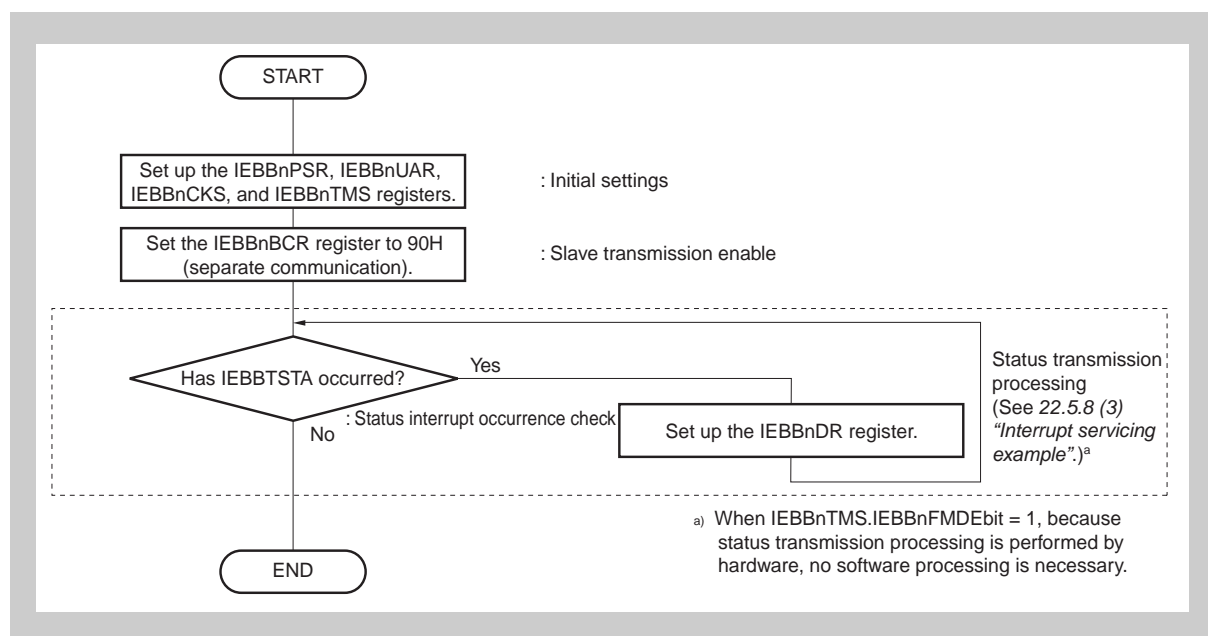 START
Set up the IEBBnPSR, IEBBnUAR,
IEBBnCKS, and IEBBnTMS registers.
: Initial settings
Set the IEBBnBCR register to 90H
(separate communication).
: Slave transmission enable
Has IEBBTSTA occurred?
Yes
: Status interrupt occurrence check
No
Set up the IEBBnDR register.
Status transmission
processing
(See 22.5.8 (3)
“Interrupt servicing
example”.)a
a) When IEBBnTMS.IEBBnFMDEbit = 1, because
status transmission processing is performed by
hardware, no software processing is necessary.
END